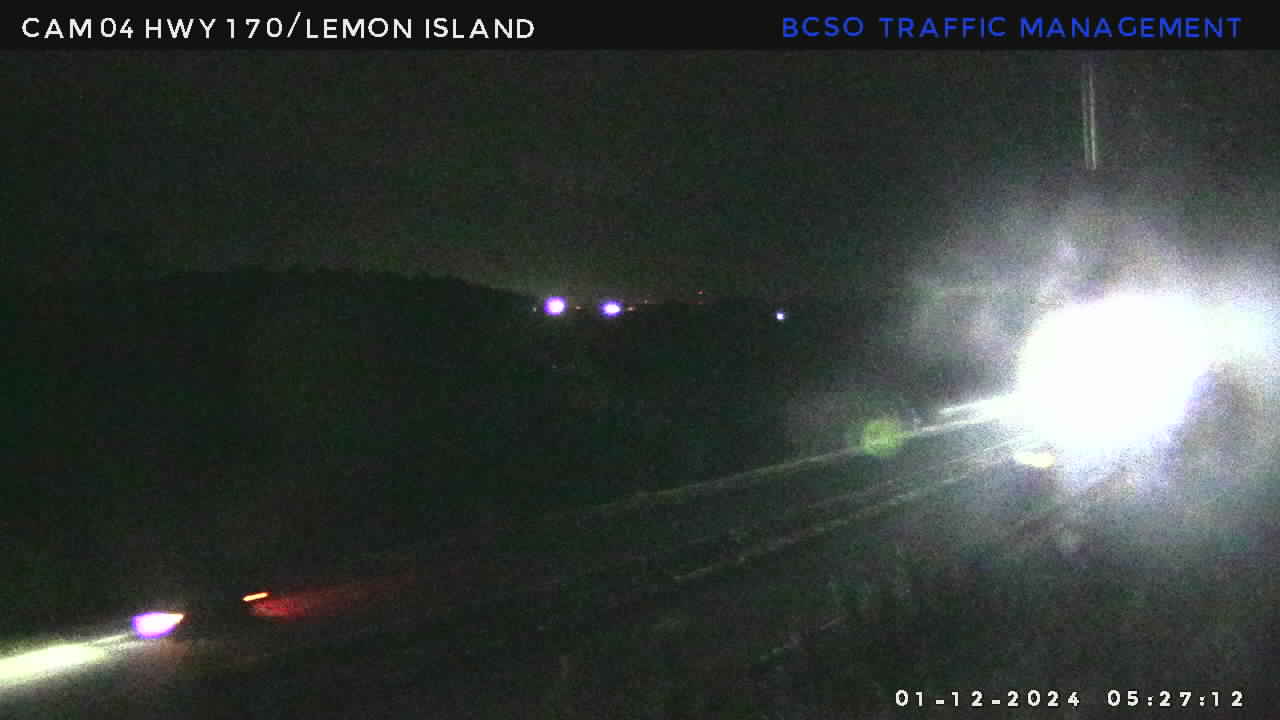 CAM04 HWY 170/LEMON ISLAND
BCSO TRAFFIC MANAGEMENT
01-12-2024 05:27:12